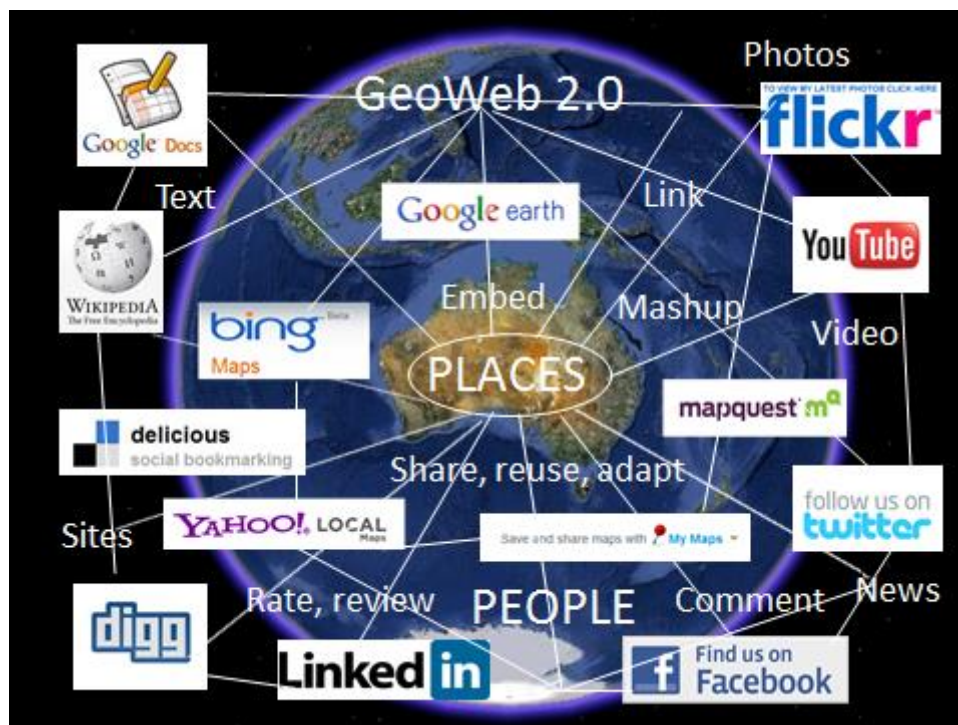 GeoWeb 2.0
Photos
TO VIEW MY LATEST PHOTOS CLICK HERE
flickr
Google Docs
Text
Link
Google earth
YouTube
WIKIPEDIA
The Free Encyclopedia
Embed
Mashup
bing Beta
Maps
Video
PLACES
mapquest mq
delicious
social bookmarking
Share, reuse, adapt
follow us on
twitter
Sites
YAHOO! LOCAL
Maps
Save and share maps with My Maps
Rate, review
PEOPLE
Comment
News
digg
Linked in
f Find us on
Facebook